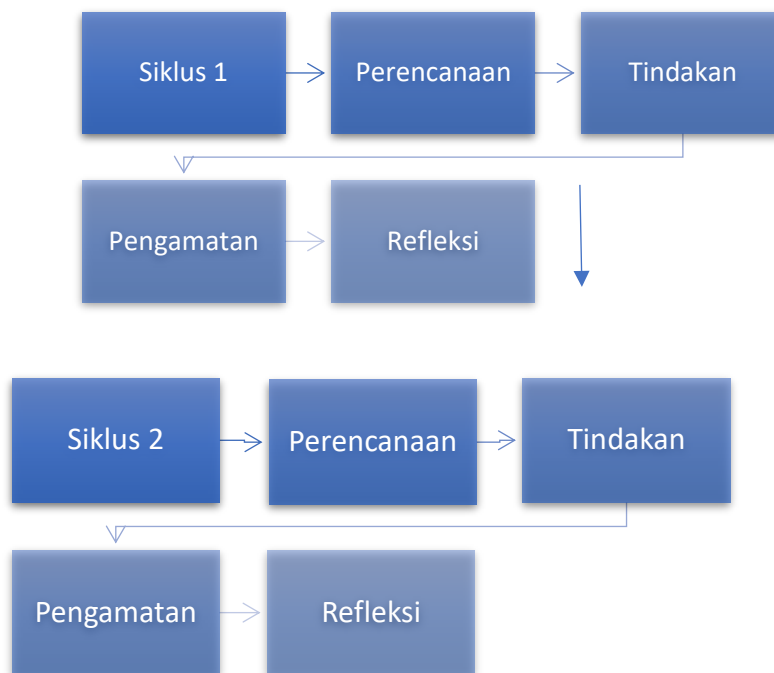 Siklus 1
Perencanaan
Tindakan
Pengamatan
Refleksi
Siklus 2
Perencanaan
Tindakan
Pengamatan
Refleksi